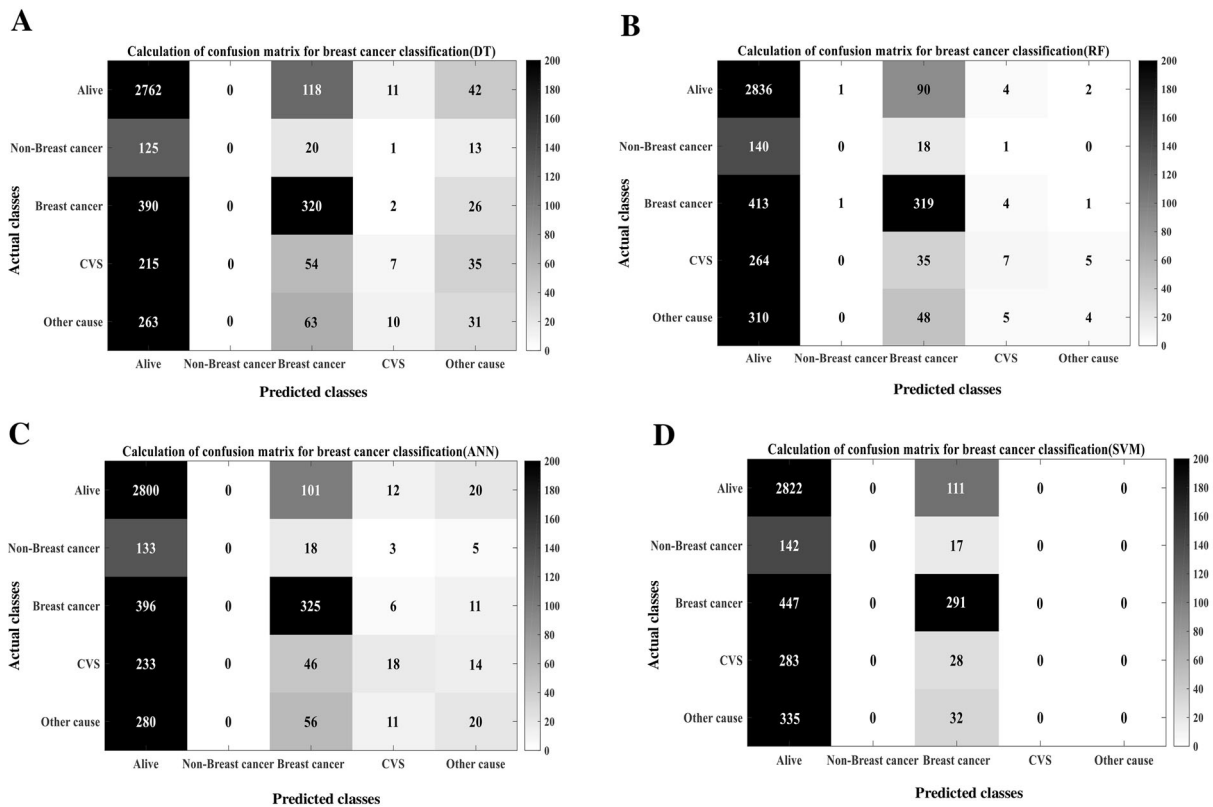 A
Calculation of confusion matrix for breast cancer classification(DT)
Actual classes
Alive 2762 0 118 11 42
Non-Breast cancer 125 0 20 1 13
Breast cancer 390 0 320 2 26
CVS 215 0 54 7 35
Other cause 263 0 63 10 31
Alive Non-Breast cancer Breast cancer CVS Other cause
Predicted classes
200
180
160
140
120
100
80
60
40
20
0
B
Calculation of confusion matrix for breast cancer classification(RF)
Actual classes
Alive 2836 1 90 4 2
Non-Breast cancer 140 0 18 1 0
Breast cancer 413 1 319 4 1
CVS 264 0 35 7 5
Other cause 310 0 48 5 4
Alive Non-Breast cancer Breast cancer CVS Other cause
Predicted classes
200
180
160
140
120
100
80
60
40
20
0
C
Calculation of confusion matrix for breast cancer classification(ANN)
Actual classes
Alive 2800 0 101 12 20
Non-Breast cancer 133 0 18 3 5
Breast cancer 396 0 325 6 11
CVS 233 0 46 18 14
Other cause 280 0 56 11 20
Alive Non-Breast cancer Breast cancer CVS Other cause
Predicted classes
200
180
160
140
120
100
80
60
40
20
0
D
Calculation of confusion matrix for breast cancer classification(SVM)
Actual classes
Alive 2822 0 111 0 0
Non-Breast cancer 142 0 17 0 0
Breast cancer 447 0 291 0 0
CVS 283 0 28 0 0
Other cause 335 0 32 0 0
Alive Non-Breast cancer Breast cancer CVS Other cause
Predicted classes
200
180
160
140
120
100
80
60
40
20
0